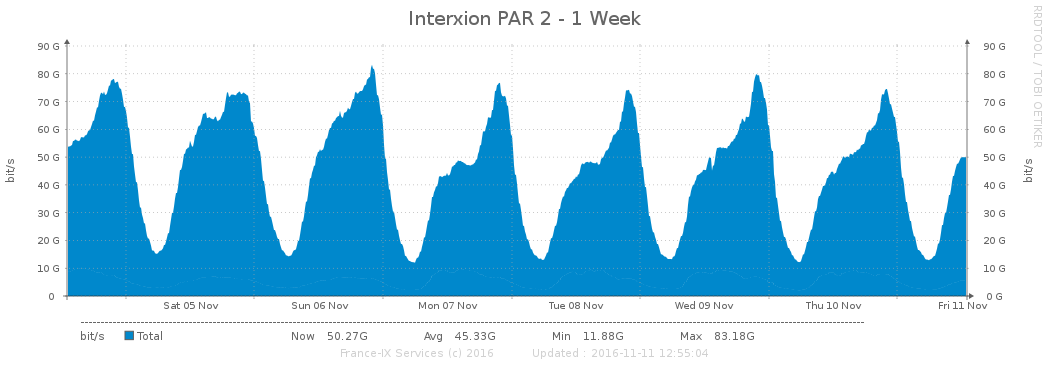 Interxion PAR 2 - 1 Week
RRDTOOL / TOBI OETIKER
bit/s
90 G 90 G
80 G 80 G
70 G 70 G
60 G 60 G
50 G 50 G
40 G 40 G
30 G 30 G
20 G 20 G
10 G 10 G
0 0 G
bit/s
Sat 05 Nov Sun 06 Nov Mon 07 Nov Tue 08 Nov Wed 09 Nov Thu 10 Nov Fri 11 Nov
bit/s Total Now 50.27G Avg 45.33G Min 11.88G Max 83.18G
France-IX Services (c) 2016 Updated : 2016-11-11 12:55:04